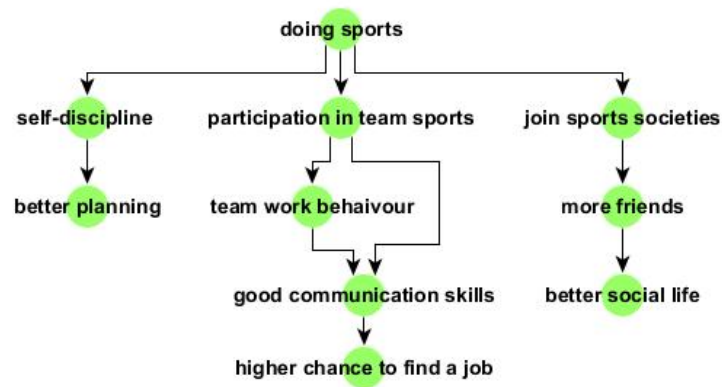 doing sports
self-discipline
participation in team sports
join sports societies
better planning
team work behaivour
more friends
good communication skills
better social life
higher chance to find a job